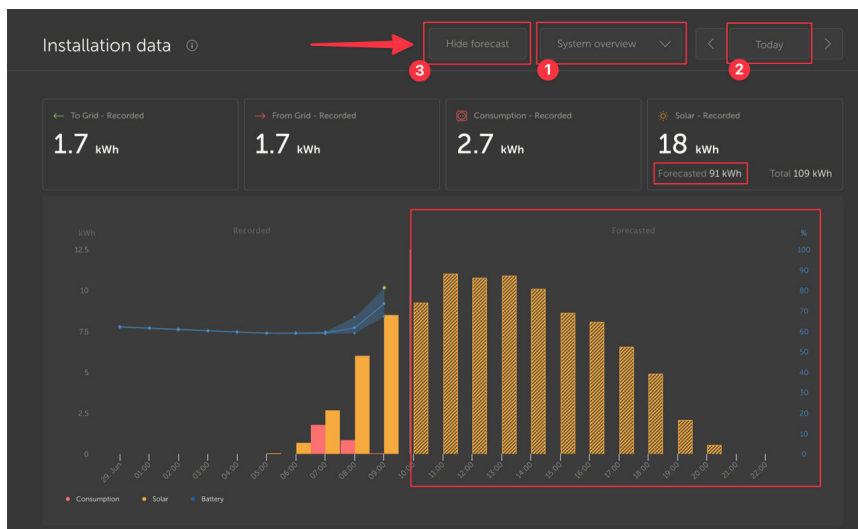 Installation data
Hide forecast
System overview
Today
3
1
2
To Grid - Recorded
1.7 kWh
From Grid - Recorded
1.7 kWh
Consumption - Recorded
2.7 kWh
Solar - Recorded
18 kWh
Forecasted 91 kWh
Total 109 kWh
kWh
Recorded
Forecasted
%
12.5
10
7.5
5
2.5
0
100
90
80
70
60
50
40
30
20
10
0
29. Jun
01:00
02:00
03:00
04:00
05:00
06:00
07:00
08:00
09:00
10:00
11:00
12:00
13:00
14:00
15:00
16:00
17:00
18:00
19:00
20:00
21:00
22:00
Consumption
Solar
Battery